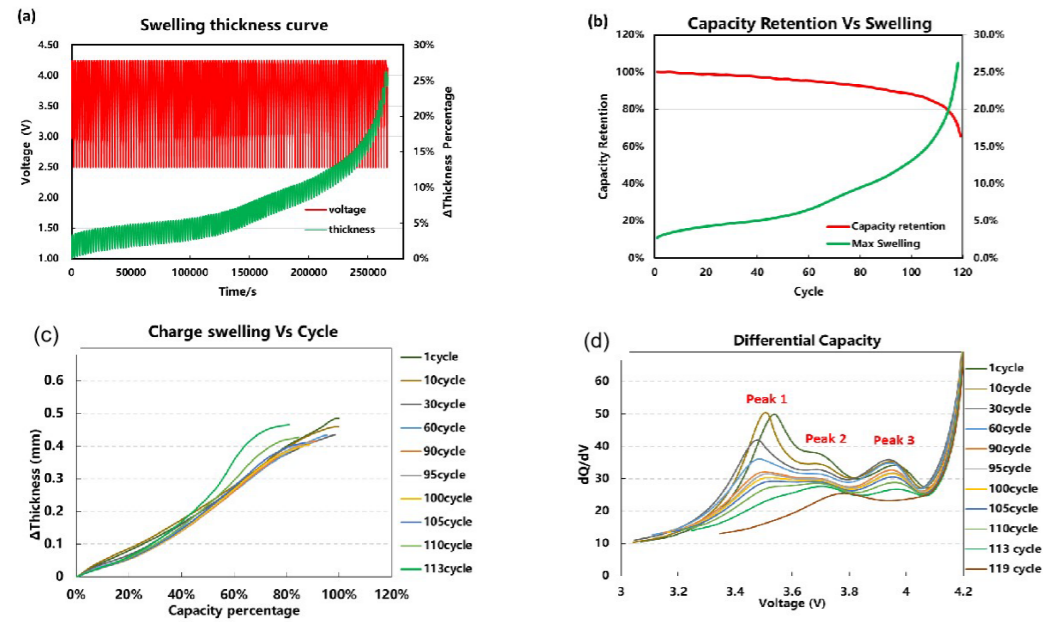 (a)
Swelling thickness curve
4.50
4.00
3.50
3.00
2.50
2.00
1.50
1.00
Voltage (V)
30%
25%
20%
15%
10%
5%
0%
ΔThickness Percentage
voltage
thickness
0 50000 100000 150000 200000 250000
Time/s
(b)
Capacity Retention Vs Swelling
120%
100%
80%
60%
40%
20%
Capacity Retention
30.0%
25.0%
20.0%
15.0%
10.0%
5.0%
0.0%
Capacity retention
Max Swelling
0 20 40 60 80 100 120
Cycle
(c)
Charge swelling Vs Cycle
0.6
0.5
0.4
0.3
0.2
0.1
0
ΔThickness (mm)
0% 20% 40% 60% 80% 100% 120%
Capacity percentage
1cycle
10cycle
30cycle
60cycle
90cycle
95cycle
100cycle
105cycle
110cycle
113cycle
(d)
Differential Capacity
60
50
40
30
20
10
0
dQ/dV
Peak 1
Peak 2
Peak 3
3 3.2 3.4 3.6 3.8 4 4.2
Voltage (V)
1cycle
10cycle
30cycle
60cycle
90cycle
95cycle
100cycle
105cycle
110cycle
113 cycle
119 cycle